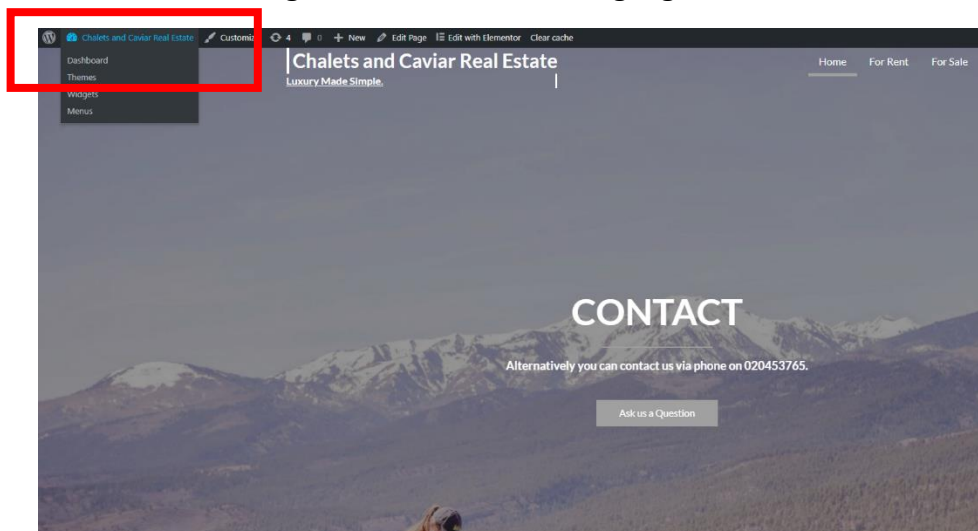 Chalets and Caviar Real Estate Customiz 4 0 + New Edit Page Edit with Elementor Clear cache
Dashboard
Themes
Widgets
Menus
Chalets and Caviar Real Estate
Luxury Made Simple.
Home For Rent For Sale
CONTACT
Alternatively you can contact us via phone on 020453765.
Ask us a Question